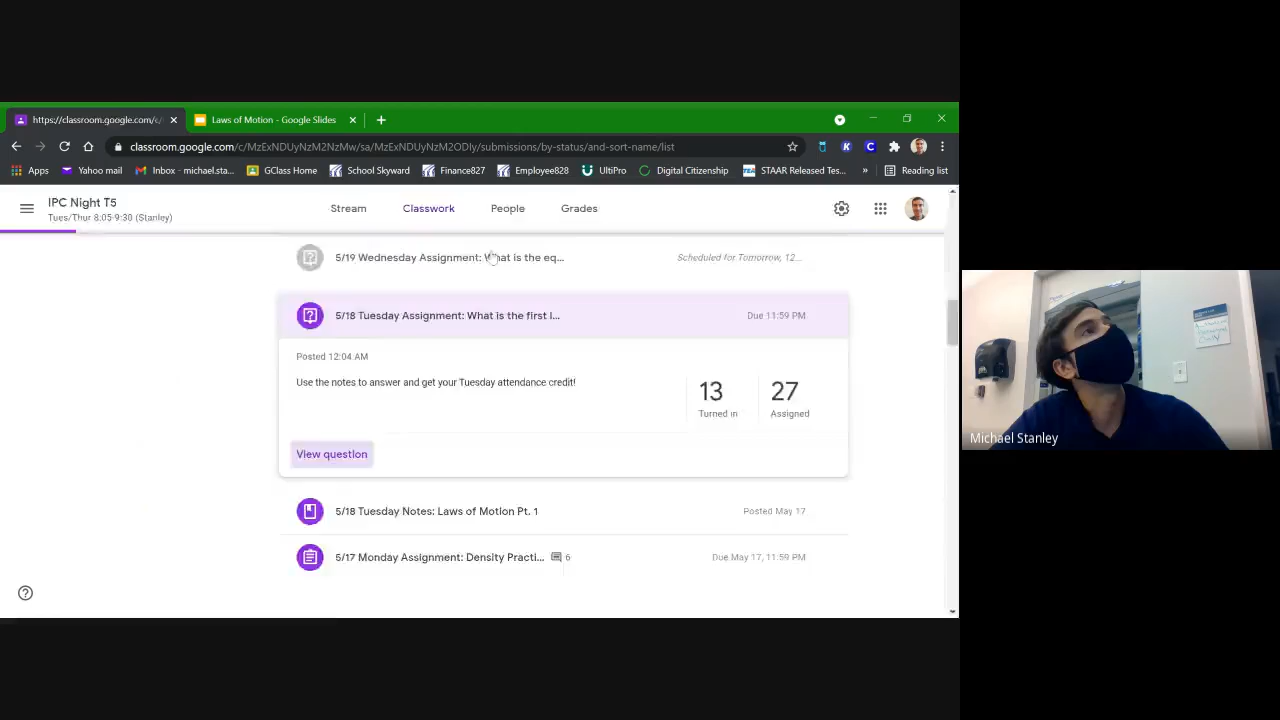 https://classroom.google.com/c/
Laws of Motion - Google Slides
classroom.google.com/c/MzExNDUyNzM2NzMw/sa/MzExNDUyNzM2ODIy/submissions/by-status/and-sort-name/list
Apps
Yahoo mail
Inbox - michael.sta...
GClass Home
School Skyward
Finance827
Employee828
UltiPro
Digital Citizenship
STAAR Released Tes...
»
Reading list
IPC Night T5
Tues/Thur 8:05-9:30 (Stanley)
Stream
Classwork
People
Grades
5/19 Wednesday Assignment: What is the eq...
Scheduled for Tomorrow, 12...
5/18 Tuesday Assignment: What is the first l...
Due 11:59 PM
Posted 12:04 AM
Use the notes to answer and get your Tuesday attendance credit!
13
Turned in
27
Assigned
View question
5/18 Tuesday Notes: Laws of Motion Pt. 1
Posted May 17
5/17 Monday Assignment: Density Practi...
6
Due May 17, 11:59 PM
Michael Stanley